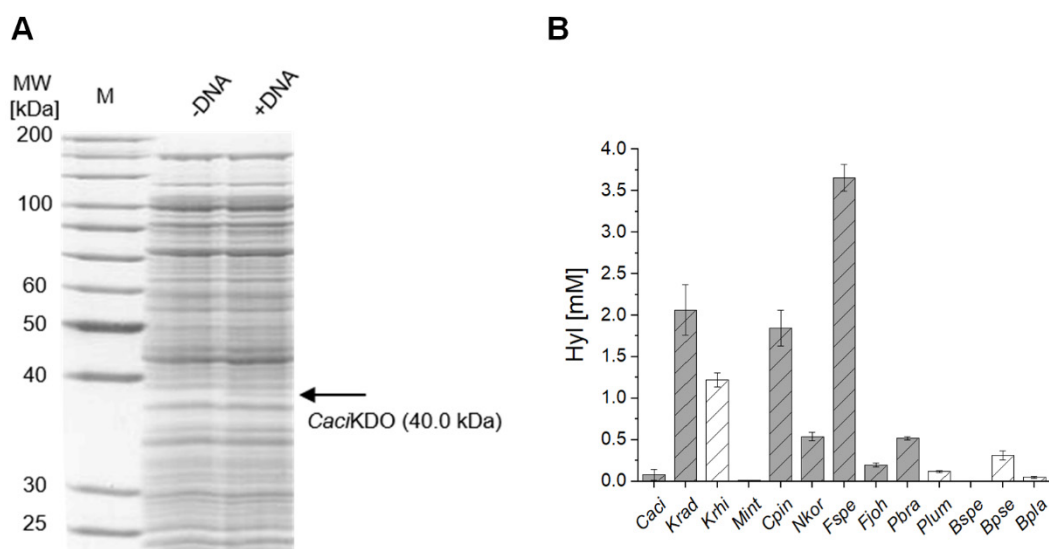 A
MW
[kDa]
M
-DNA
+DNA
200
100
60
50
40
30
25
CaciKDO (40.0 kDa)
B
Hyl [mM]
4.0
3.5
3.0
2.5
2.0
1.5
1.0
0.5
0.0
Caci
Krad
Krhi
Mint
Cpin
Nkor
Fspe
Fjoh
Pbra
Plum
Bspe
Bpse
Bpla